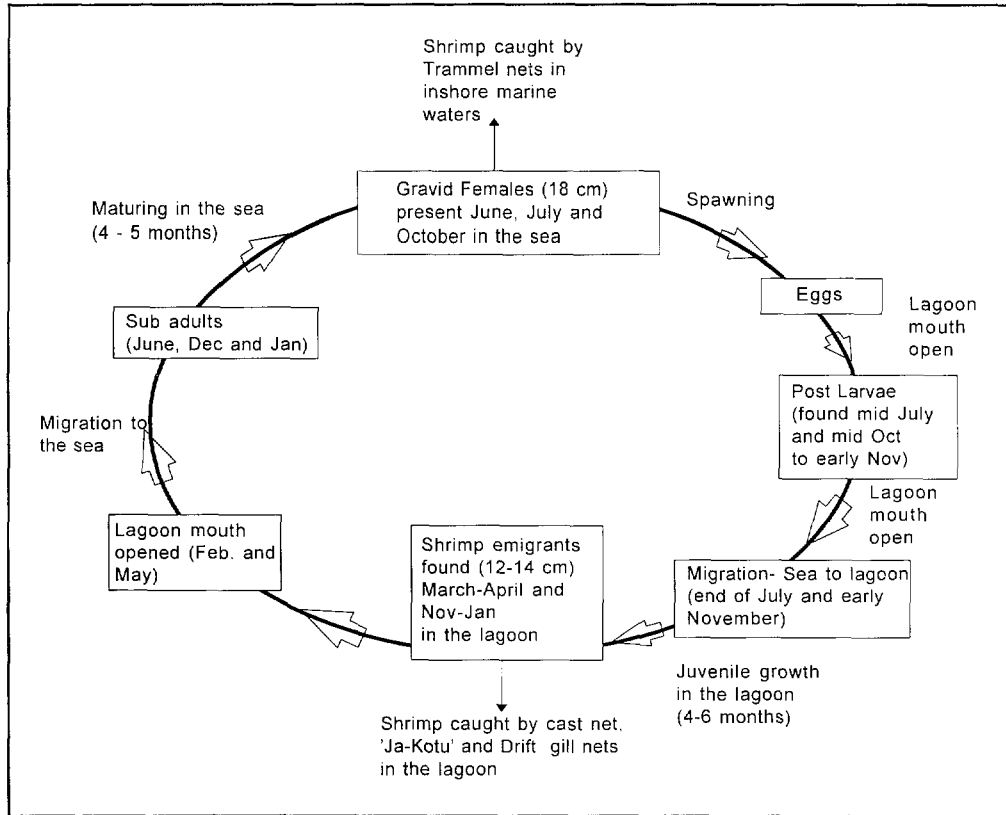 Shrimp caught by
Trammel nets in
inshore marine
waters
Gravid Females (18 cm)
present June, July and
October in the sea
Spawning
Eggs
Lagoon
mouth
open
Post Larvae
(found mid July
and mid Oct
to early Nov)
Lagoon
mouth
open
Migration- Sea to lagoon
(end of July and early
November)
Juvenile growth
in the lagoon
(4-6 months)
Shrimp emigrants
found (12-14 cm)
March-April and
Nov-Jan
in the lagoon
Shrimp caught by cast net,
'Ja-Kotu' and Drift gill nets
in the lagoon
Lagoon mouth
opened (Feb. and
May)
Migration to
the sea
Sub adults
(June, Dec and Jan)
Maturing in the sea
(4 - 5 months)